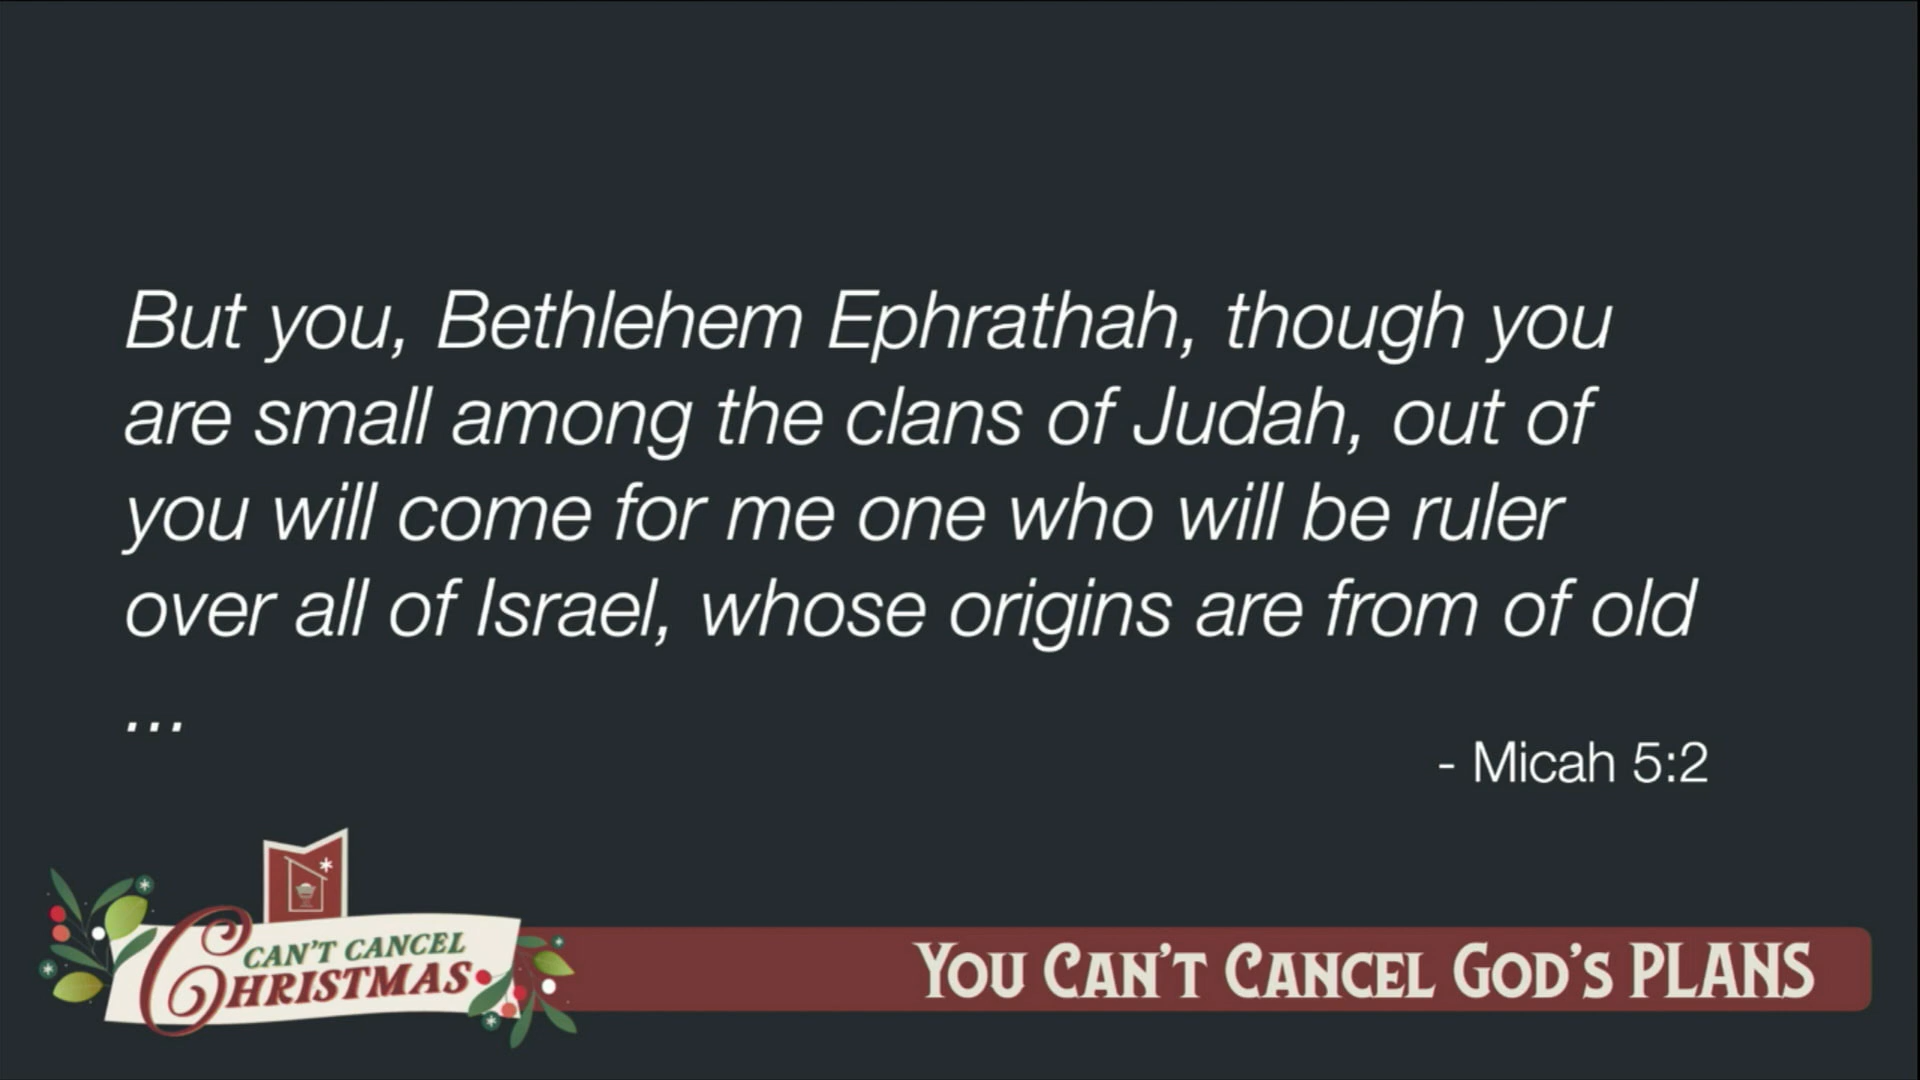 But you, Bethlehem Ephrathah, though you
are small among the clans of Judah, out of
you will come for me one who will be ruler
over all of Israel, whose origins are from of old
...
- Micah 5:2
CAN'T CANCEL
CHRISTMAS
YOU CAN'T CANCEL GOD'S PLANS